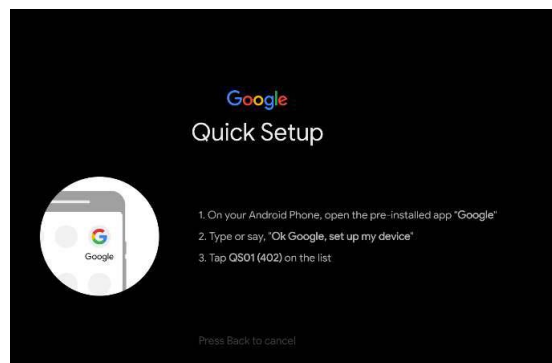 Google
Quick Setup
1. On your Android Phone, open the pre-installed app "Google"
2. Type or say, "Ok Google, set up my device"
3. Tap QS01 (402) on the list
G
Google
Press Back to cancel